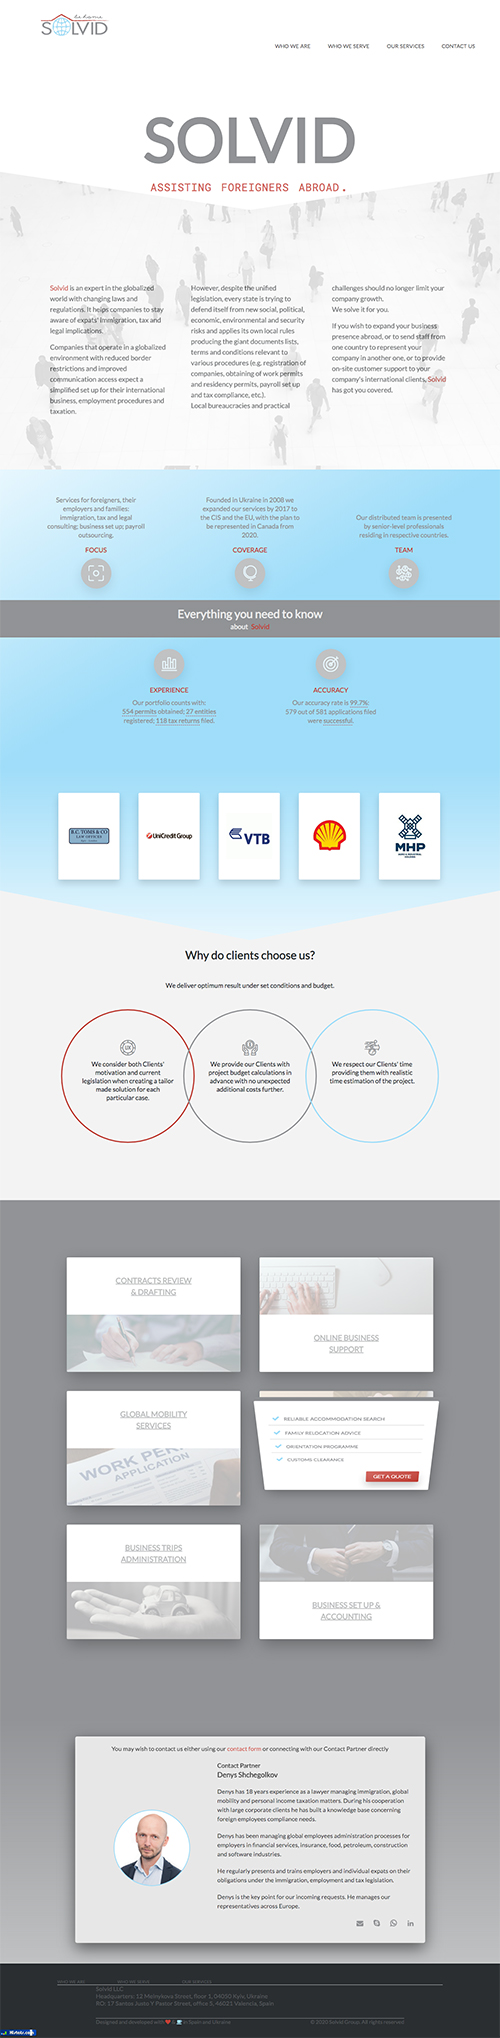 be home
SOLVID
WHO WE ARE
WHO WE SERVE
OUR SERVICES
CONTACT US
SOLVID
ASSISTING FOREIGNERS ABROAD.
Solvid is an expert in the globalized
world with changing laws and
regulations. It helps companies to stay
aware of expats' immigration, tax and
legal implications.
Companies that operate in a globalized
environment with reduced border
restrictions and improved
communication access expect a
simplified set up for their international
business, employment procedures and
taxation.
However, despite the unified
legislation, every state is trying to
defend itself from new social, political,
economic, environmental and security
risks and applies its own local rules
producing the giant documents lists,
terms and conditions relevant to
various procedures (e.g. registration of
companies, obtaining of work permits
and residency permits, payroll set up
and tax compliance, etc.).
Local bureaucracies and practical
challenges should no longer limit your
company growth.
We solve it for you.
If you wish to expand your business
presence abroad, or to send staff from
one country to represent your
company in another one, or to provide
on-site customer support to your
company's international clients, Solvid
has got you covered.
Services for foreigners, their
employers and families:
immigration, tax and legal
consulting; business set up; payroll
outsourcing.
FOCUS
Founded in Ukraine in 2008 we
expanded our services by 2017 to
the CIS and the EU, with the plan to
be represented in Canada from
2020.
COVERAGE
Our distributed team is presented
by senior-level professionals
residing in respective countries.
TEAM
Everything you need to know
about Solvid
EXPERIENCE
Our portfolio counts with:
554 permits obtained; 27 entities
registered; 118 tax returns filed.
ACCURACY
Our accuracy rate is 99.7%:
579 out of 581 applications filed
were successful.
B.C. TOMS & CO
LAW OFFICES
UniCredit Group
VTB
MHP
Why do clients choose us?
We deliver optimum result under set conditions and budget.
We consider both Clients'
motivation and current
legislation when creating a tailor
made solution for each
particular case.
We provide our Clients with
project budget calculations in
advance with no unexpected
additional costs further.
We respect our Clients' time
providing them with realistic
time estimation of the project.
CONTRACTS REVIEW
& DRAFTING
ONLINE BUSINESS
SUPPORT
GLOBAL MOBILITY
SERVICES
WORK PER
APPLICATION
RELIABLE ACCOMMODATION SEARCH
FAMILY RELOCATION ADVICE
ORIENTATION PROGRAMME
CUSTOMS CLEARANCE
GET A QUOTE
BUSINESS TRIPS
ADMINISTRATION
BUSINESS SET UP &
ACCOUNTING
You may wish to contact us either using our contact form or connecting with our Contact Partner directly
Contact Partner
Denys Shchegolkov
Denys has 18 years experience as a lawyer managing immigration, global
mobility and personal income taxation matters. During his cooperation
with large corporate clients he has built a knowledge base concerning
foreign employees compliance needs.
Denys has been managing global employees administration processes for
employers in financial services, insurance, food, petroleum, construction
and software industries.
He regularly presents and trains employers and individual expats on their
obligations under the immigration, employment and tax legislation.
Denys is the key point for our incoming requests. He manages our
representatives across Europe.
WHO WE ARE
WHO WE SERVE
OUR SERVICES
Solvid LLC
Headquarters: 12 Melnykova Street, floor 1, 04050 Kyiv, Ukraine
RO: 17 Santos Justo Y Pastor Street, office 5, 46021 Valencia, Spain
Designed and developed with & in Spain and Ukraine
© 2020 Solvid Group. All rights reserved.